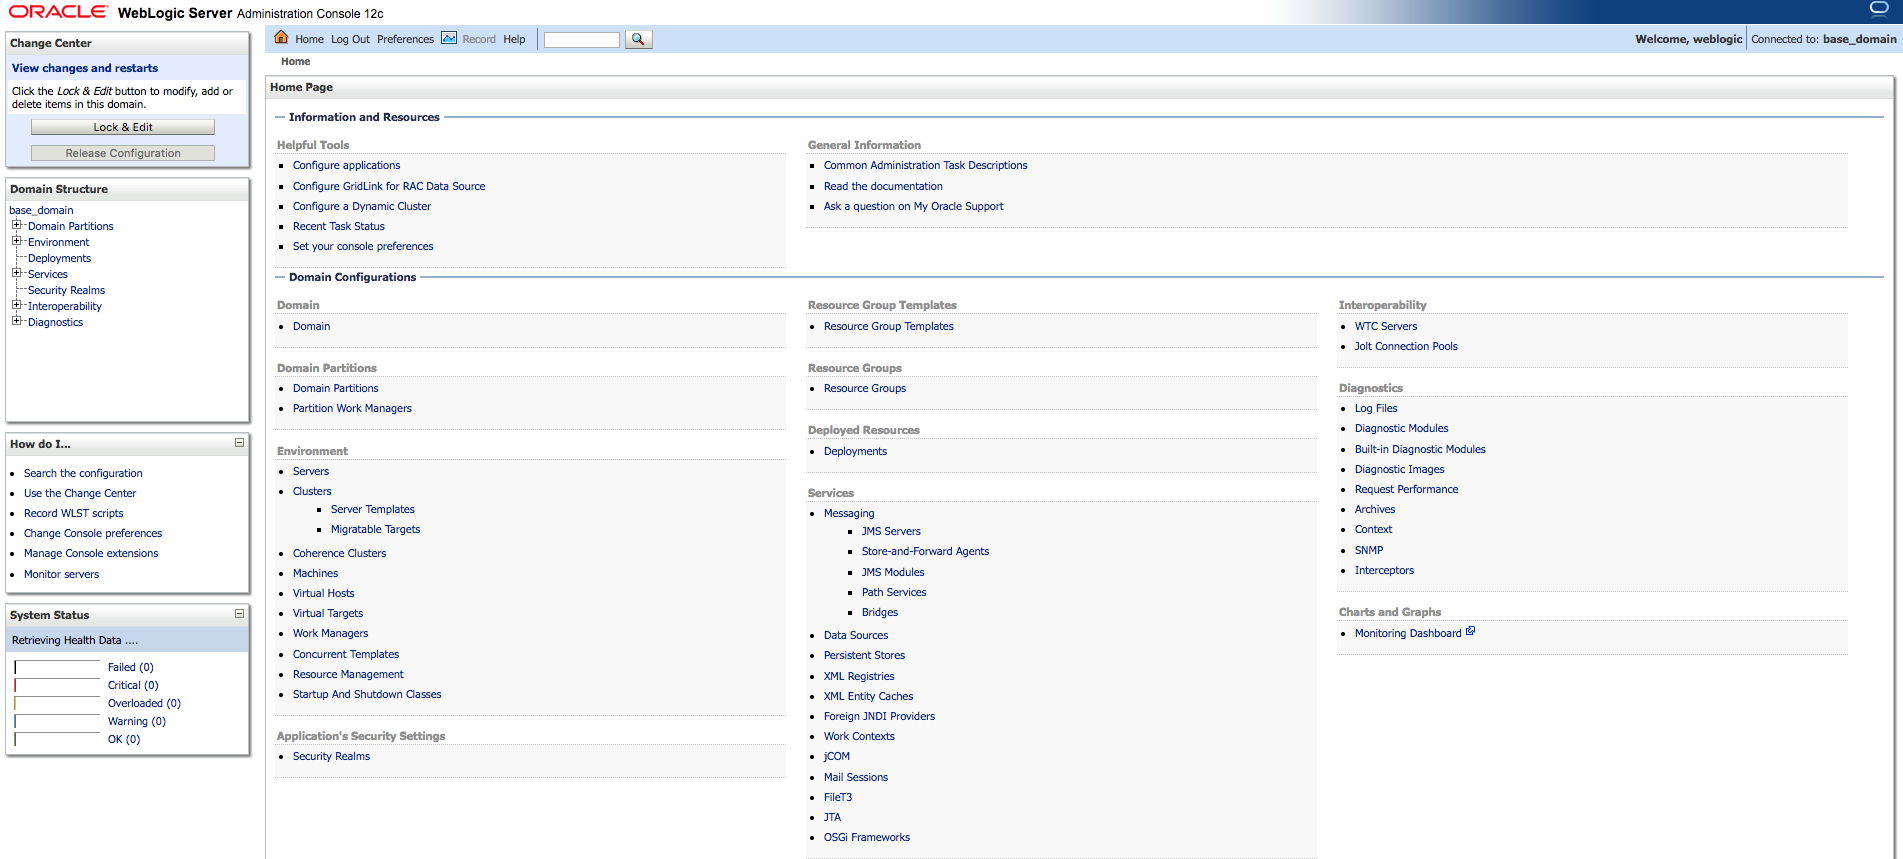 ORACLE WebLogic Server Administration Console 12c
Change Center
View changes and restarts
Click the Lock & Edit button to modify, add or
delete items in this domain.
Lock & Edit
Release Configuration
Domain Structure
base_domain
Domain Partitions
Environment
Deployments
Services
Security Realms
Interoperability
Diagnostics
How do I...
Search the configuration
Use the Change Center
Record WLST scripts
Change Console preferences
Manage Console extensions
Monitor servers
System Status
Retrieving Health Data ....
Failed (0)
Critical (0)
Overloaded (0)
Warning (0)
OK (0)
Home Log Out Preferences Record Help
Welcome, weblogic Connected to: base_domain
Home
Home Page
Information and Resources
Helpful Tools
Configure applications
Configure GridLink for RAC Data Source
Configure a Dynamic Cluster
Recent Task Status
Set your console preferences
General Information
Common Administration Task Descriptions
Read the documentation
Ask a question on My Oracle Support
Domain Configurations
Domain
Domain
Domain Partitions
Domain Partitions
Partition Work Managers
Environment
Servers
Clusters
Server Templates
Migratable Targets
Coherence Clusters
Machines
Virtual Hosts
Virtual Targets
Work Managers
Concurrent Templates
Resource Management
Startup And Shutdown Classes
Application's Security Settings
Security Realms
Resource Group Templates
Resource Group Templates
Resource Groups
Resource Groups
Deployed Resources
Deployments
Services
Messaging
JMS Servers
Store-and-Forward Agents
JMS Modules
Path Services
Bridges
Data Sources
Persistent Stores
XML Registries
XML Entity Caches
Foreign JNDI Providers
Work Contexts
jCOM
Mail Sessions
FileT3
JTA
OSGi Frameworks
Interoperability
WTC Servers
Jolt Connection Pools
Diagnostics
Log Files
Diagnostic Modules
Built-in Diagnostic Modules
Diagnostic Images
Request Performance
Archives
Context
SNMP
Interceptors
Charts and Graphs
Monitoring Dashboard